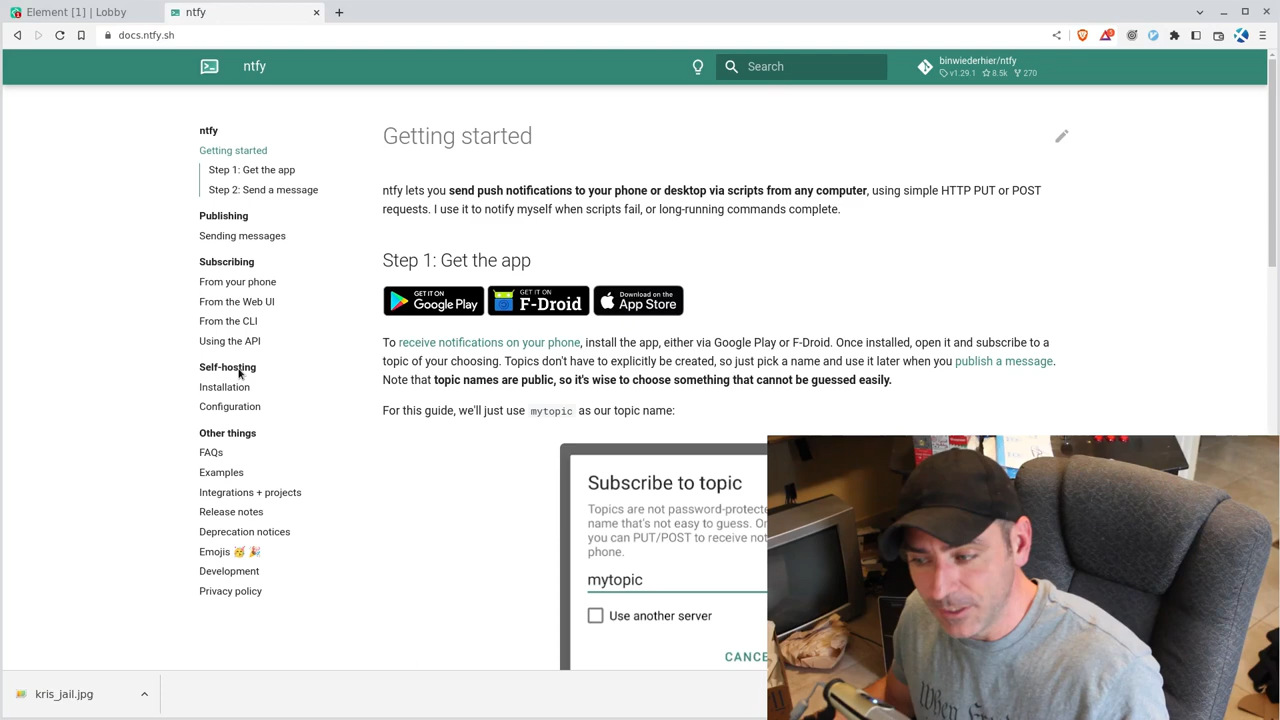 Element [1] | Lobby
ntfy
docs.ntfy.sh
ntfy
Search
binwiederhier/ntfy
v1.29.1 8.5k 270
ntfy
Getting started
Step 1: Get the app
Step 2: Send a message
Publishing
Sending messages
Subscribing
From your phone
From the Web UI
From the CLI
Using the API
Self-hosting
Installation
Configuration
Other things
FAQs
Examples
Integrations + projects
Release notes
Deprecation notices
Emojis 🥳 🎉
Development
Privacy policy
Getting started
ntfy lets you send push notifications to your phone or desktop via scripts from any computer, using simple HTTP PUT or POST
requests. I use it to notify myself when scripts fail, or long-running commands complete.
Step 1: Get the app
GET IT ON
Google Play
GET IT ON
F-Droid
Download on the
App Store
To receive notifications on your phone, install the app, either via Google Play or F-Droid. Once installed, open it and subscribe to a
topic of your choosing. Topics don't have to explicitly be created, so just pick a name and use it later when you publish a message.
Note that topic names are public, so it's wise to choose something that cannot be guessed easily.
For this guide, we'll just use mytopic as our topic name:
Subscribe to topic
Topics are not password-protecte
name that's not easy to guess. On
you can PUT/POST to receive not
phone.
mytopic
Use another server
CANCE
kris_jail.jpg
When